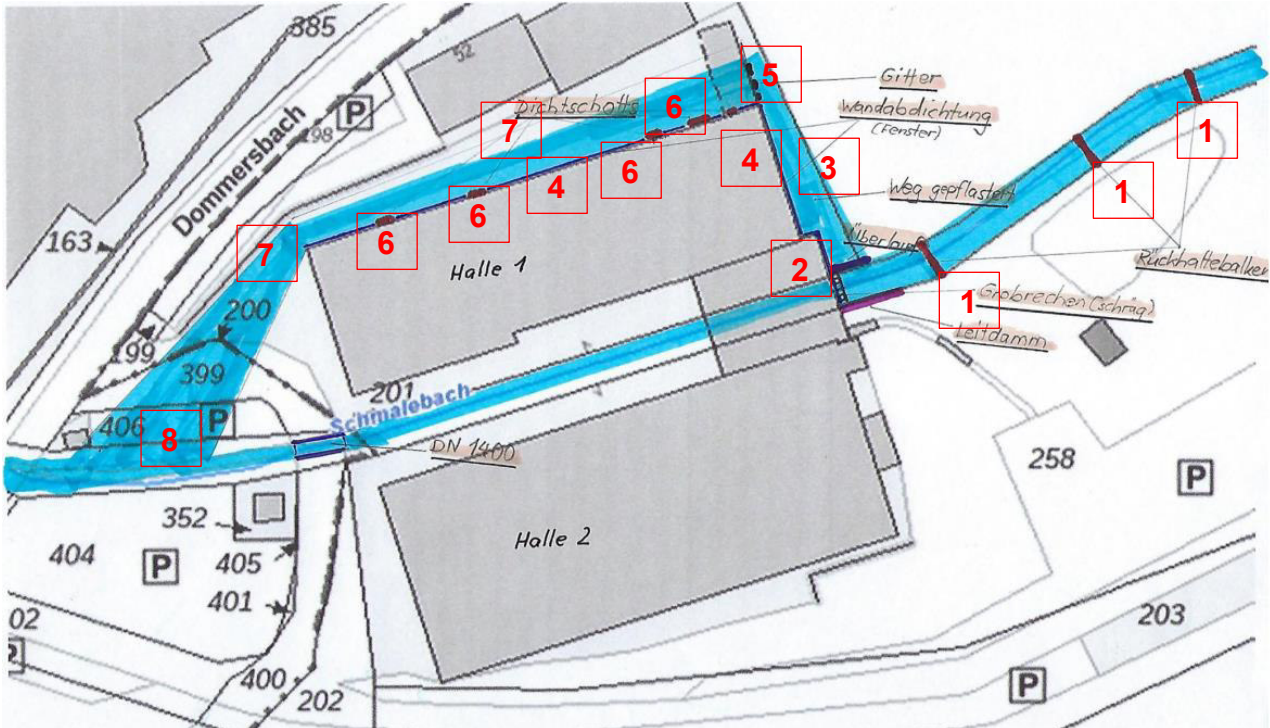 385
52
5
Gitter
6
Dichtschotts
P
198
7
Wandabdichtung
(Fenster)
1
4
3
6
4
1
Dommersbach
6
Weg gepflastert
6
163
7
Überlauf
2
Rückhaltebalken
Halle 1
1
Grobrechen (schräg)
Leitdamm
200
199
399
201
Schmalebach
406
P
8
DN 1400
258
P
352
Halle 2
404
P
405
401
203
02
P
400
202
P